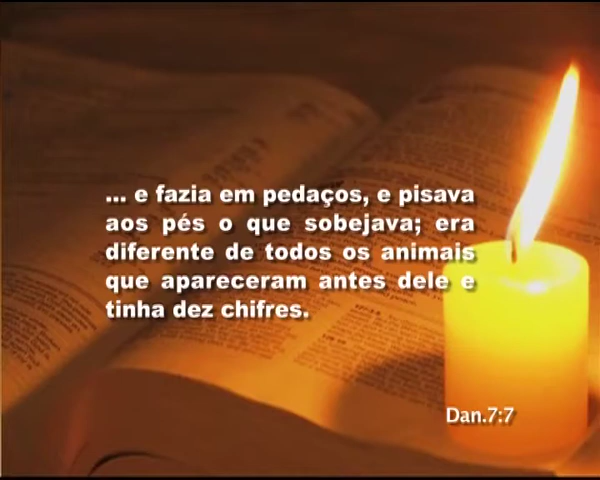 ... e fazia em pedaços, e pisava
aos pés o que sobejava; era
diferente de todos os animais
que apareceram antes dele e
tinha dez chifres.
Dan.7:7